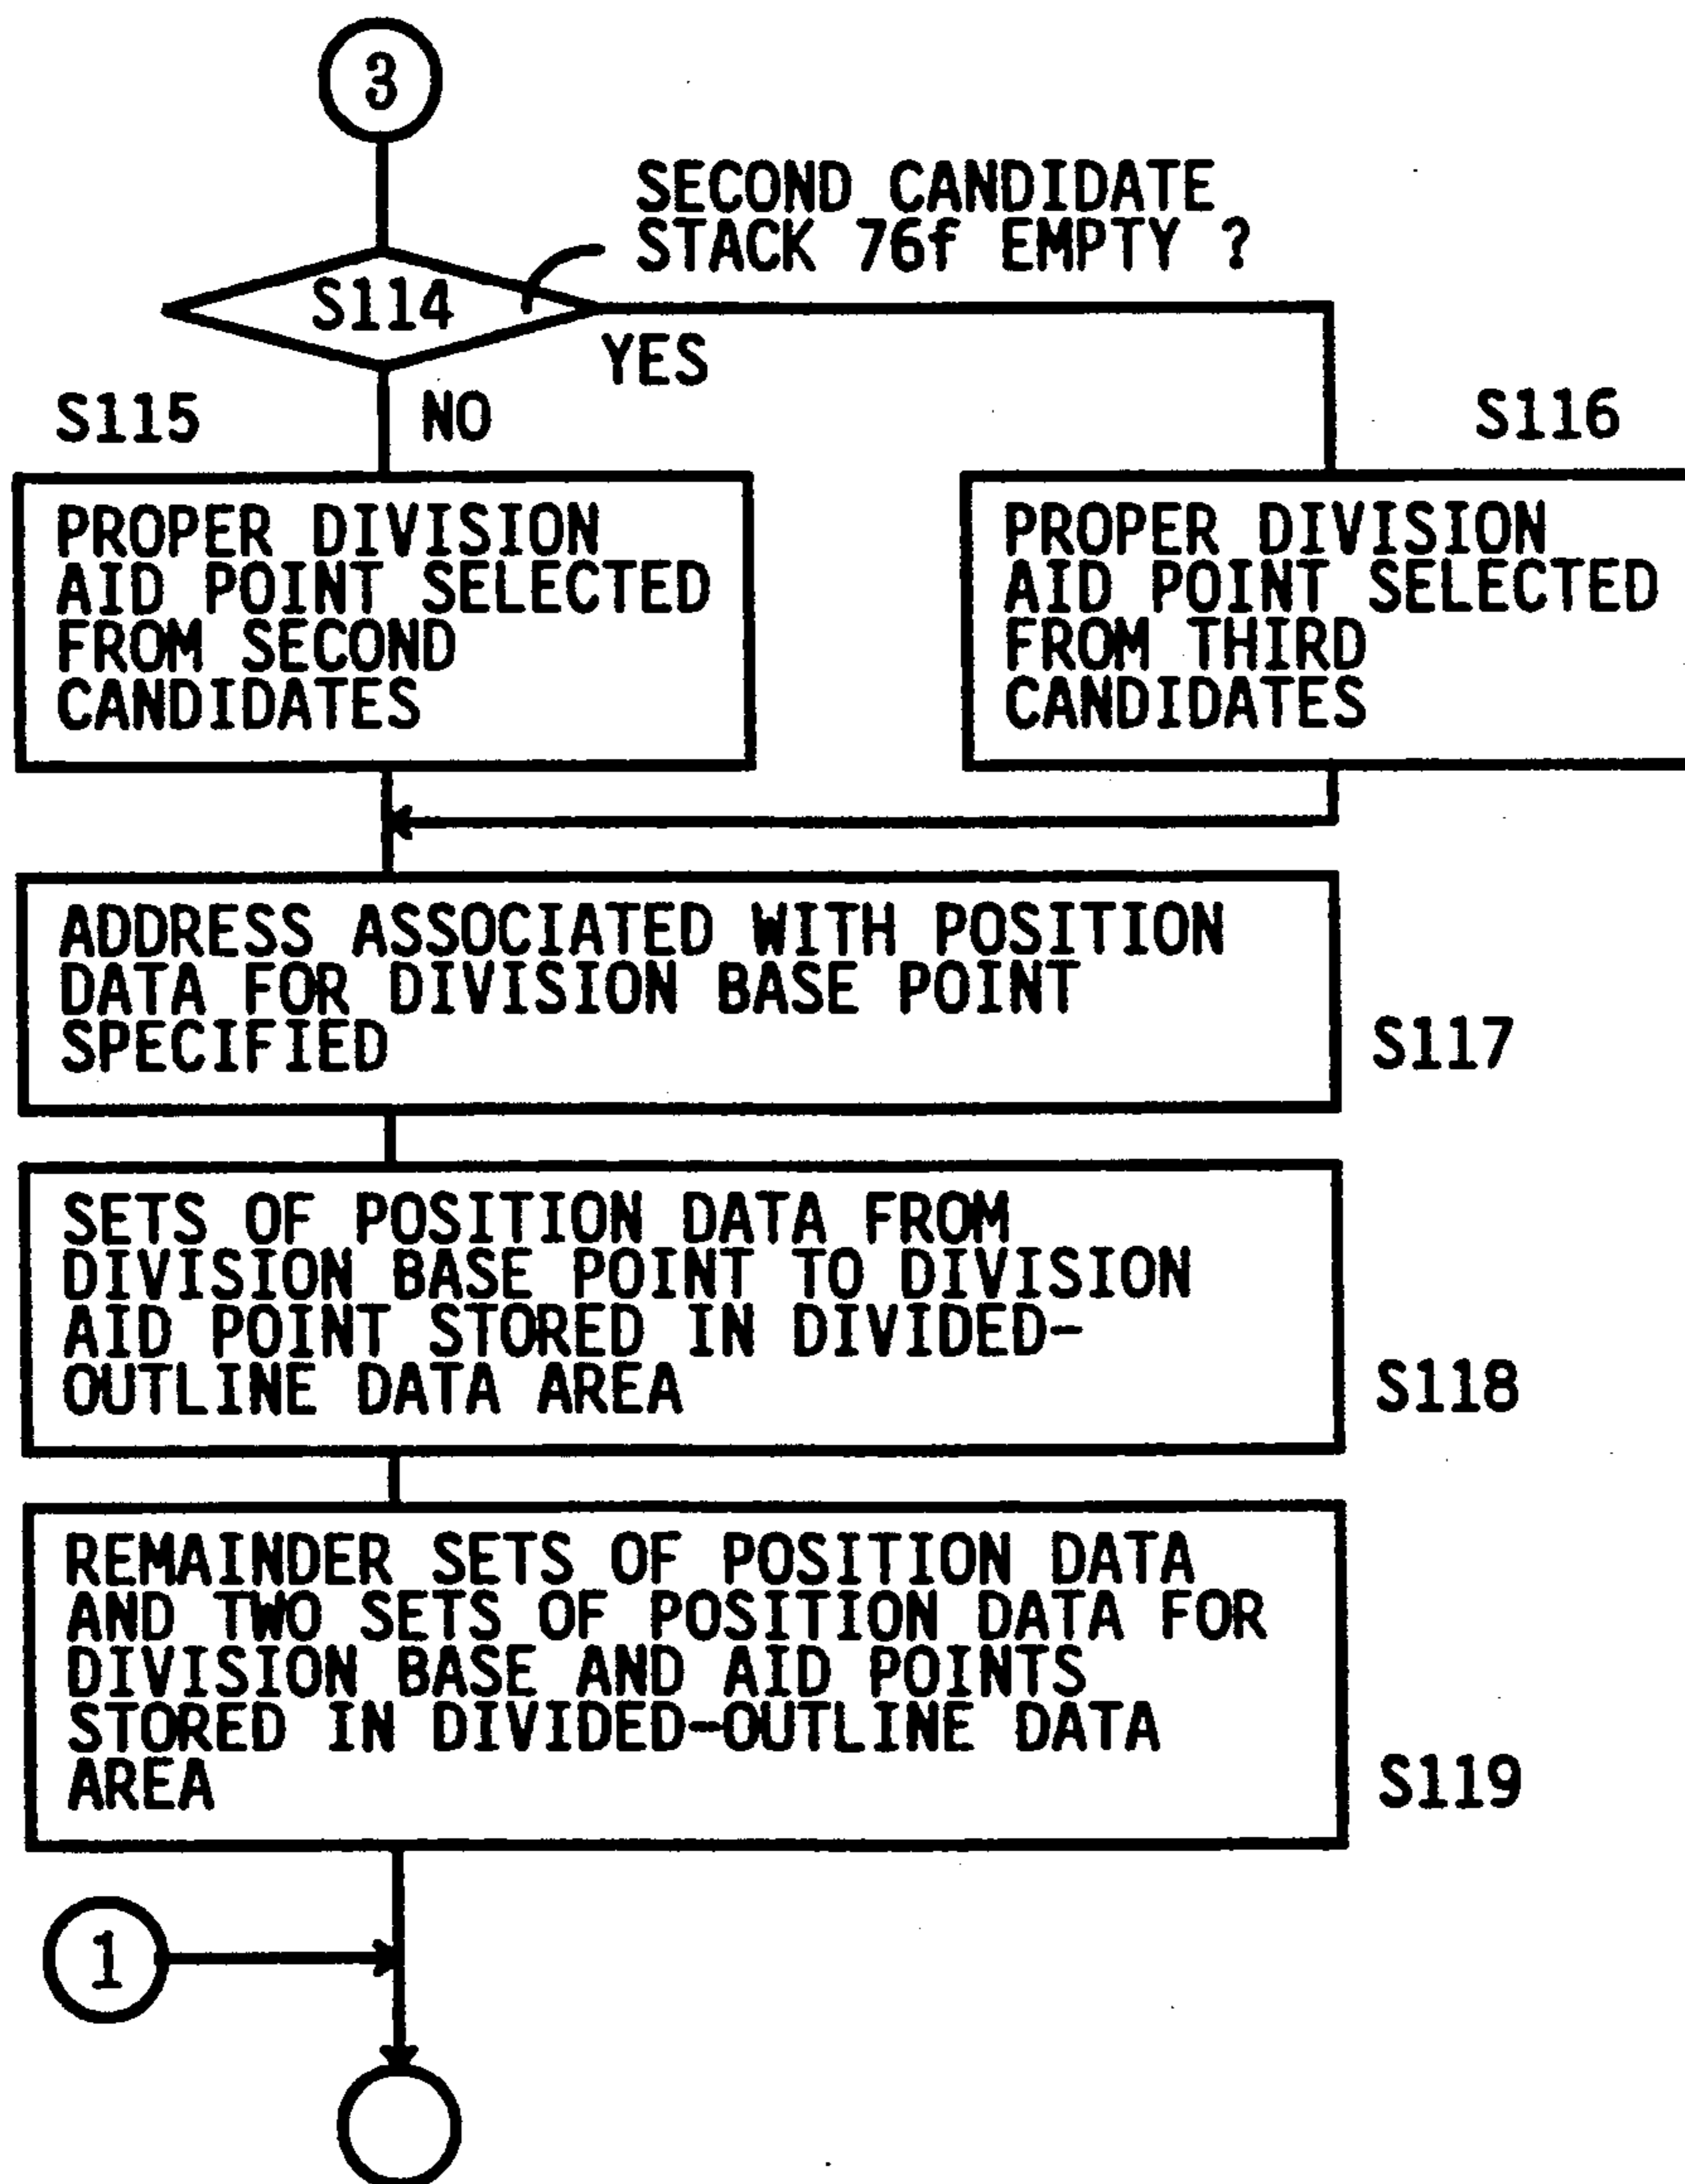 3
SECOND CANDIDATE
STACK 76f EMPTY ?
S114
YES
NO
S115
S116
PROPER DIVISION
AID POINT SELECTED
FROM SECOND
CANDIDATES
PROPER DIVISION
AID POINT SELECTED
FROM THIRD
CANDIDATES
ADDRESS ASSOCIATED WITH POSITION
DATA FOR DIVISION BASE POINT
SPECIFIED
S117
SETS OF POSITION DATA FROM
DIVISION BASE POINT TO DIVISION
AID POINT STORED IN DIVIDED-
OUTLINE DATA AREA
S118
REMAINDER SETS OF POSITION DATA
AND TWO SETS OF POSITION DATA FOR
DIVISION BASE AND AID POINTS
STORED IN DIVIDED-OUTLINE DATA
AREA
S119
1